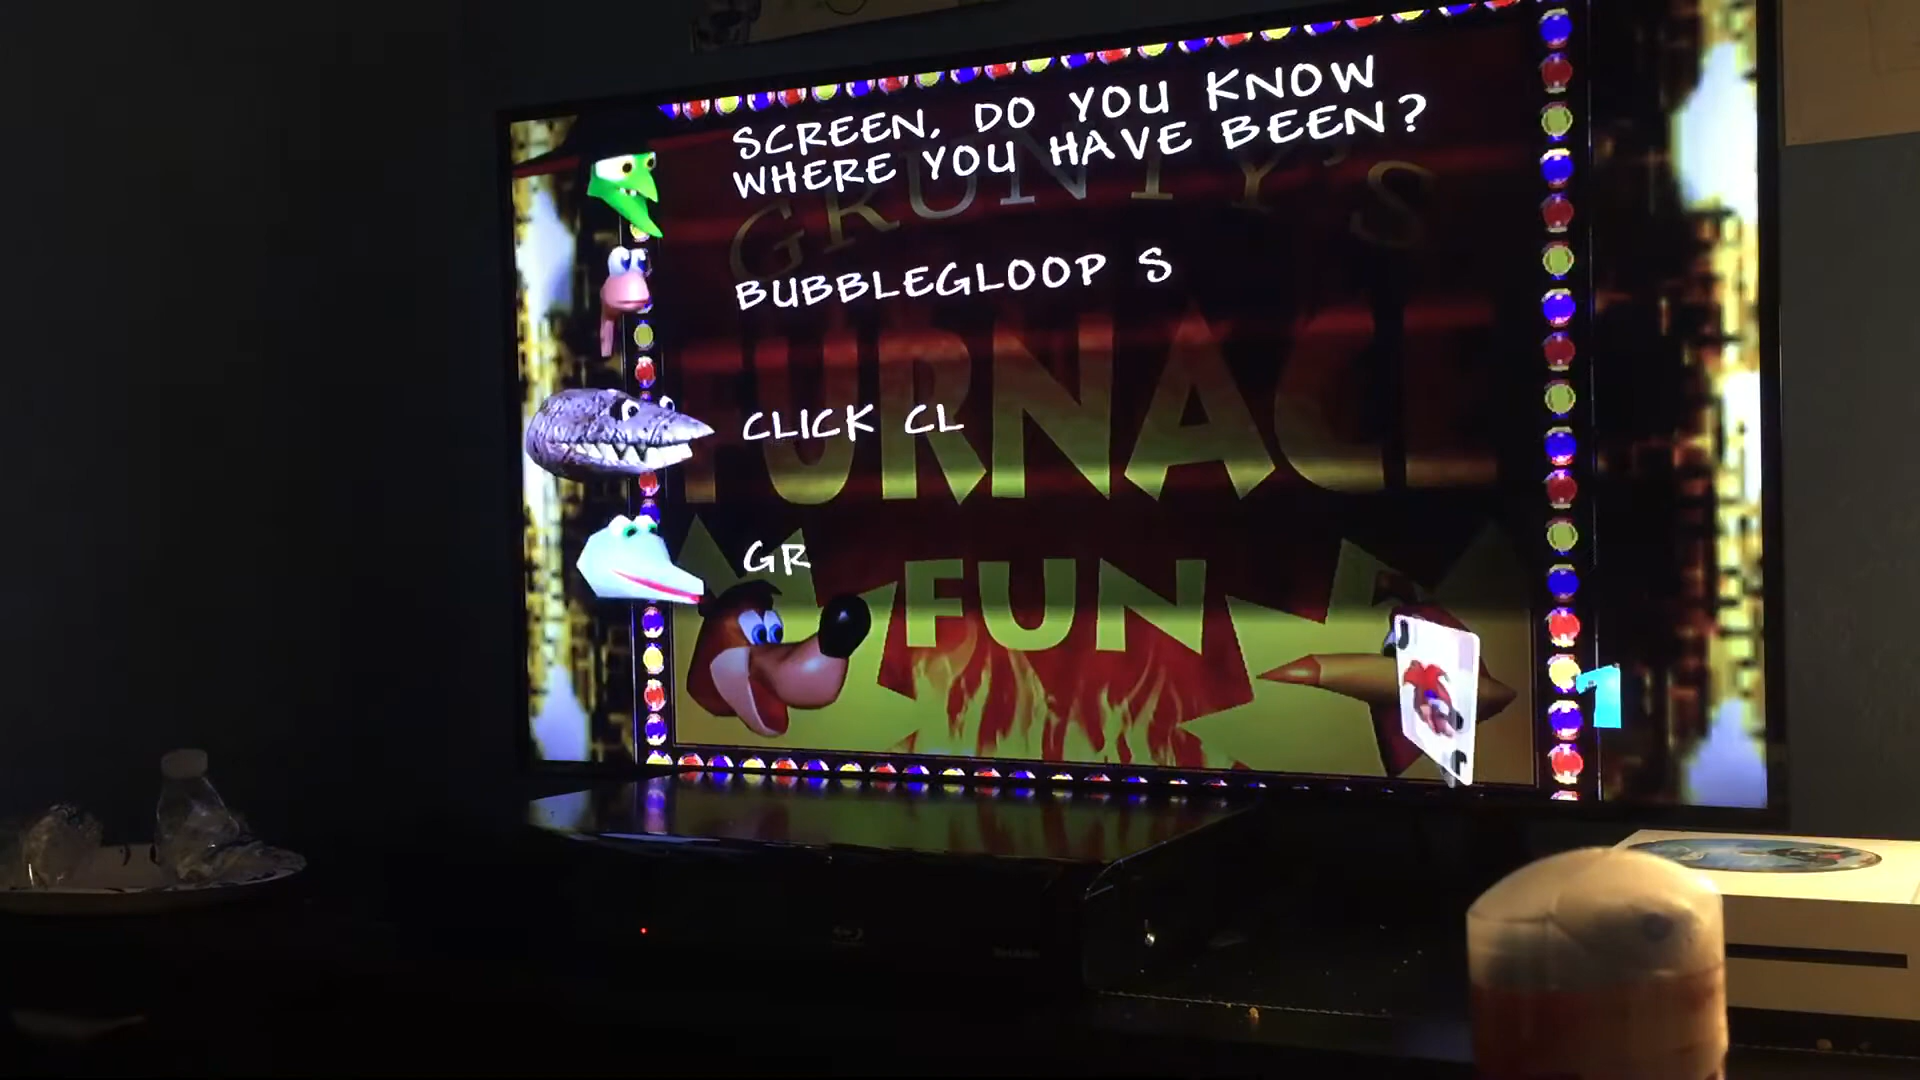 SCREEN, DO YOU KNOW
WHERE YOU HAVE BEEN?
GRUNTY'S
BUBBLEGLOOP S
FURNACE
CLICK CL
GR
FUN
J
1